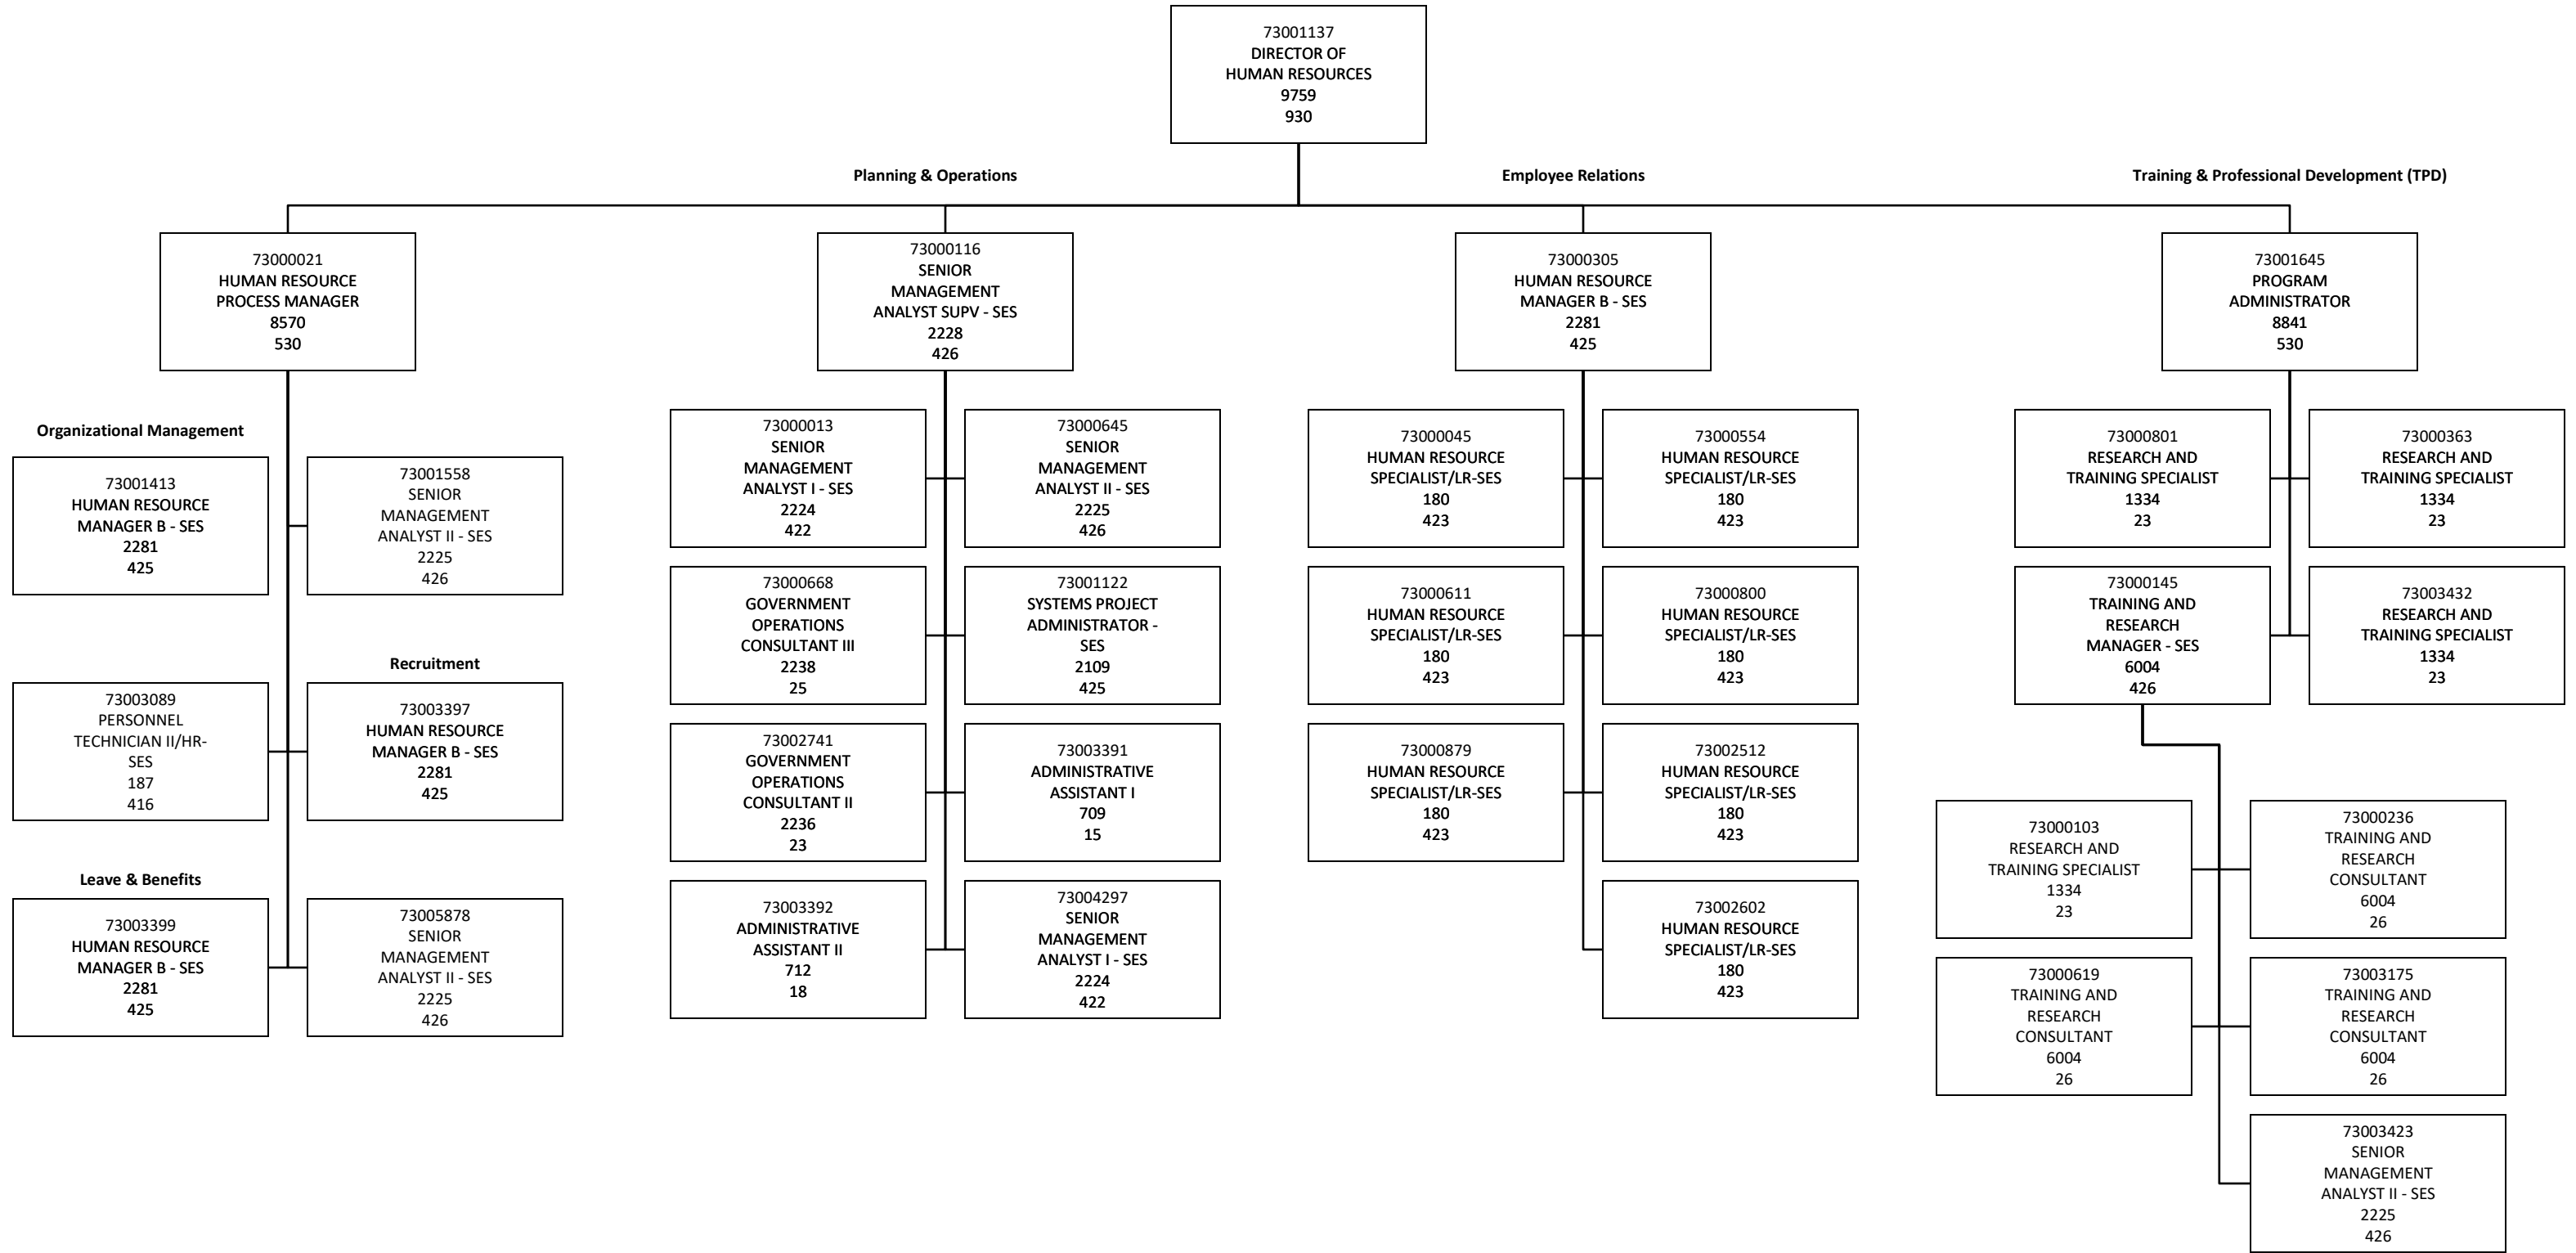 73001137
DIRECTOR OF
HUMAN RESOURCES
9759
930
Planning & Operations
Employee Relations
Training & Professional Development (TPD)
73000021
HUMAN RESOURCE
PROCESS MANAGER
8570
530
73000116
SENIOR
MANAGEMENT
ANALYST SUPV - SES
2228
426
73000305
HUMAN RESOURCE
MANAGER B - SES
2281
425
73001645
PROGRAM
ADMINISTRATOR
8841
530
Organizational Management
73001413
HUMAN RESOURCE
MANAGER B - SES
2281
425
73001558
SENIOR
MANAGEMENT
ANALYST II - SES
2225
426
73003089
PERSONNEL
TECHNICIAN II/HR-
SES
187
416
Recruitment
73003397
HUMAN RESOURCE
MANAGER B - SES
2281
425
Leave & Benefits
73003399
HUMAN RESOURCE
MANAGER B - SES
2281
425
73005878
SENIOR
MANAGEMENT
ANALYST II - SES
2225
426
73000013
SENIOR
MANAGEMENT
ANALYST I - SES
2224
422
73000645
SENIOR
MANAGEMENT
ANALYST II - SES
2225
426
73000668
GOVERNMENT
OPERATIONS
CONSULTANT III
2238
25
73001122
SYSTEMS PROJECT
ADMINISTRATOR -
SES
2109
425
73002741
GOVERNMENT
OPERATIONS
CONSULTANT II
2236
23
73003391
ADMINISTRATIVE
ASSISTANT I
709
15
73003392
ADMINISTRATIVE
ASSISTANT II
712
18
73004297
SENIOR
MANAGEMENT
ANALYST I - SES
2224
422
73000045
HUMAN RESOURCE
SPECIALIST/LR-SES
180
423
73000554
HUMAN RESOURCE
SPECIALIST/LR-SES
180
423
73000611
HUMAN RESOURCE
SPECIALIST/LR-SES
180
423
73000800
HUMAN RESOURCE
SPECIALIST/LR-SES
180
423
73000879
HUMAN RESOURCE
SPECIALIST/LR-SES
180
423
73002512
HUMAN RESOURCE
SPECIALIST/LR-SES
180
423
73002602
HUMAN RESOURCE
SPECIALIST/LR-SES
180
423
73000801
RESEARCH AND
TRAINING SPECIALIST
1334
23
73000363
RESEARCH AND
TRAINING SPECIALIST
1334
23
73000145
TRAINING AND
RESEARCH
MANAGER - SES
6004
426
73003432
RESEARCH AND
TRAINING SPECIALIST
1334
23
73000103
RESEARCH AND
TRAINING SPECIALIST
1334
23
73000236
TRAINING AND
RESEARCH
CONSULTANT
6004
26
73000619
TRAINING AND
RESEARCH
CONSULTANT
6004
26
73003175
TRAINING AND
RESEARCH
CONSULTANT
6004
26
73003423
SENIOR
MANAGEMENT
ANALYST II - SES
2225
426